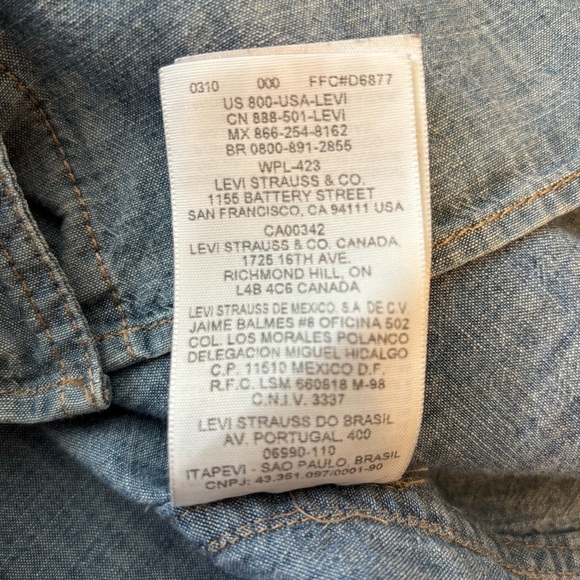 0310 000 FFC#D6877
US 800-USA-LEVI
CN 888-501-LEVI
MX 866-254-8162
BR 0800-891-2855
WPL-423
LEVI STRAUSS & CO.
1155 BATTERY STREET
SAN FRANCISCO, CA 94111 USA
CA00342
LEVI STRAUSS & CO. CANADA,
1725 16TH AVE.
RICHMOND HILL, ON
L4B 4C6 CANADA
LEVI STRAUSS DE MEXICO, S.A. DE C.V.
JAIME BALMES #8 OFICINA 502
COL. LOS MORALES POLANCO
DELEGACION MIGUEL HIDALGO
C.P. 11510 MEXICO D.F.
R.F.C. LSM 660518 M-98
C.N.I.V. 3337
LEVI STRAUSS DO BRASIL
AV. PORTUGAL, 400
06690-110
ITAPEVI - SAO PAULO, BRASIL
CNPJ: 43.351.097/0001-90